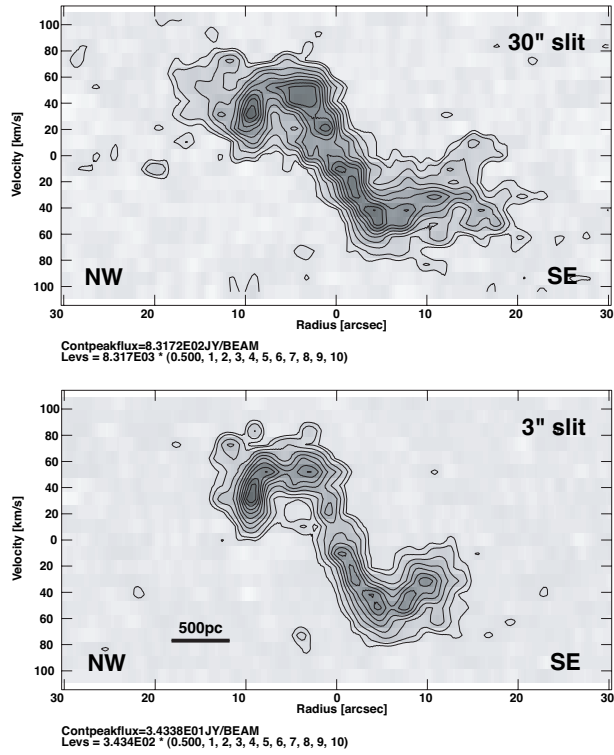 30" slit
100
80
60
40
20
0
20
40
60
80
100
Velocity [km/s]
NW
SE
30 20 10 0 10 20 30
Radius [arcsec]
Contpeakflux=8.3172E02JY/BEAM
Levs = 8.317E03 * (0.500, 1, 2, 3, 4, 5, 6, 7, 8, 9, 10)
3" slit
100
80
60
40
20
0
20
40
60
80
100
Velocity [km/s]
500pc
NW
SE
30 20 10 0 10 20 30
Radius [arcsec]
Contpeakflux=3.4338E01JY/BEAM
Levs = 3.434E02 * (0.500, 1, 2, 3, 4, 5, 6, 7, 8, 9, 10)